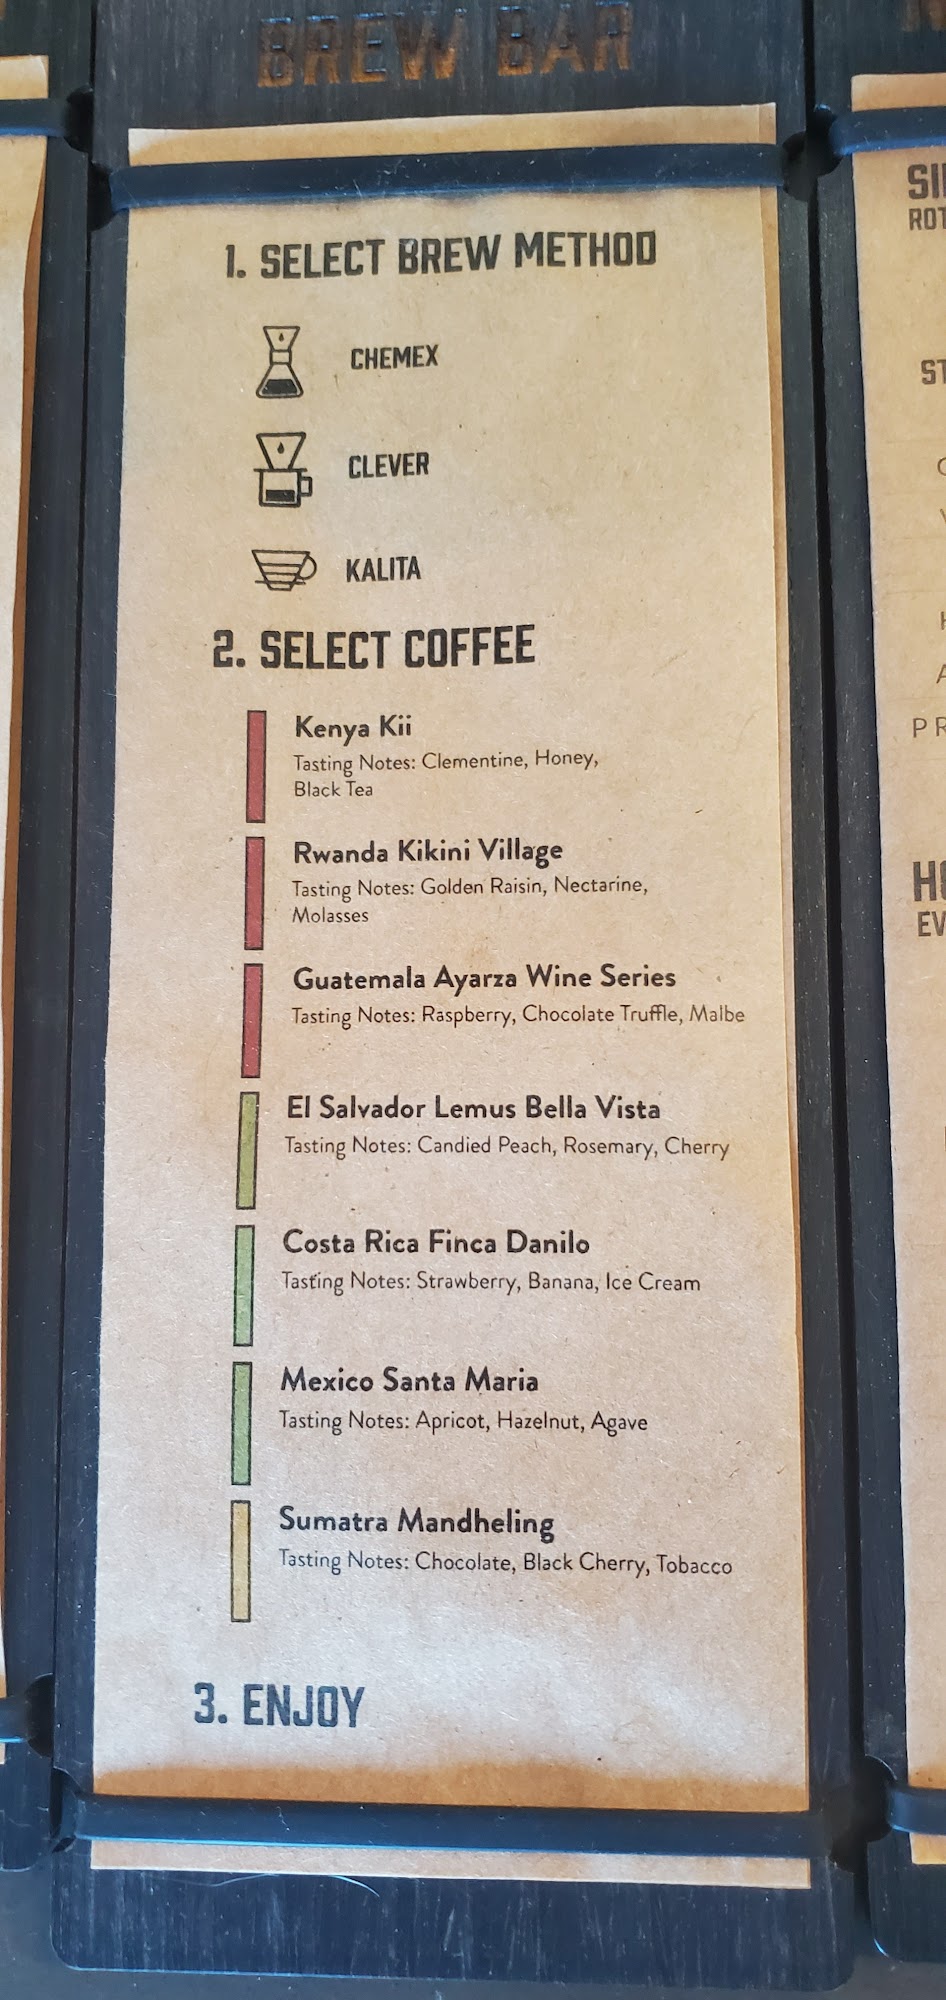 BREW BAR
1. SELECT BREW METHOD
CHEMEX
CLEVER
KALITA
2. SELECT COFFEE
Kenya Kii
Tasting Notes: Clementine, Honey,
Black Tea
Rwanda Kikini Village
Tasting Notes: Golden Raisin, Nectarine,
Molasses
Guatemala Ayarza Wine Series
Tasting Notes: Raspberry, Chocolate Truffle, Malbe
El Salvador Lemus Bella Vista
Tasting Notes: Candied Peach, Rosemary, Cherry
Costa Rica Finca Danilo
Tasting Notes: Strawberry, Banana, Ice Cream
Mexico Santa Maria
Tasting Notes: Apricot, Hazelnut, Agave
Sumatra Mandheling
Tasting Notes: Chocolate, Black Cherry, Tobacco
3. ENJOY